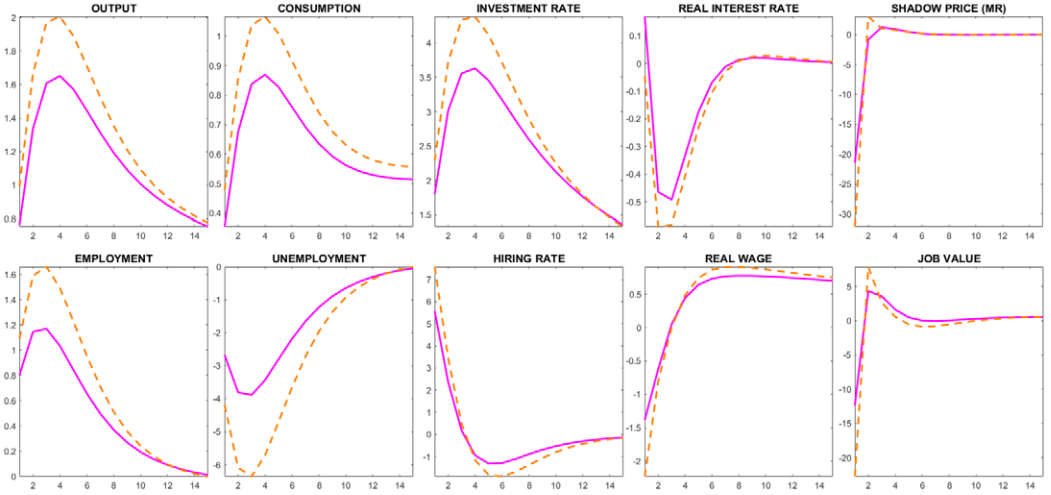 OUTPUT CONSUMPTION INVESTMENT RATE REAL INTEREST RATE SHADOW PRICE (MR)
2 1 4 0.1 0
1.8 0.9 3.5 0 -5
1.6 0.8 3 -0.1 -10
1.4 0.7 2.5 -0.2 -15
1.2 0.6 2 -0.3 -20
1 0.5 1.5 -0.4 -25
0.8 0.4 -0.5 -30
2 4 6 8 10 12 14 2 4 6 8 10 12 14 2 4 6 8 10 12 14 2 4 6 8 10 12 14 2 4 6 8 10 12 14
EMPLOYMENT UNEMPLOYMENT HIRING RATE REAL WAGE JOB VALUE
1.6 0 7 0.5 5
1.4 -1 6 0 0
1.2 -2 5 -0.5 -5
1 -3 4 -1 -10
0.8 -4 3 -1.5 -15
0.6 -5 2 -2 -20
0.4 -6 1
0.2 0
0 -1
2 4 6 8 10 12 14 2 4 6 8 10 12 14 2 4 6 8 10 12 14 2 4 6 8 10 12 14 2 4 6 8 10 12 14